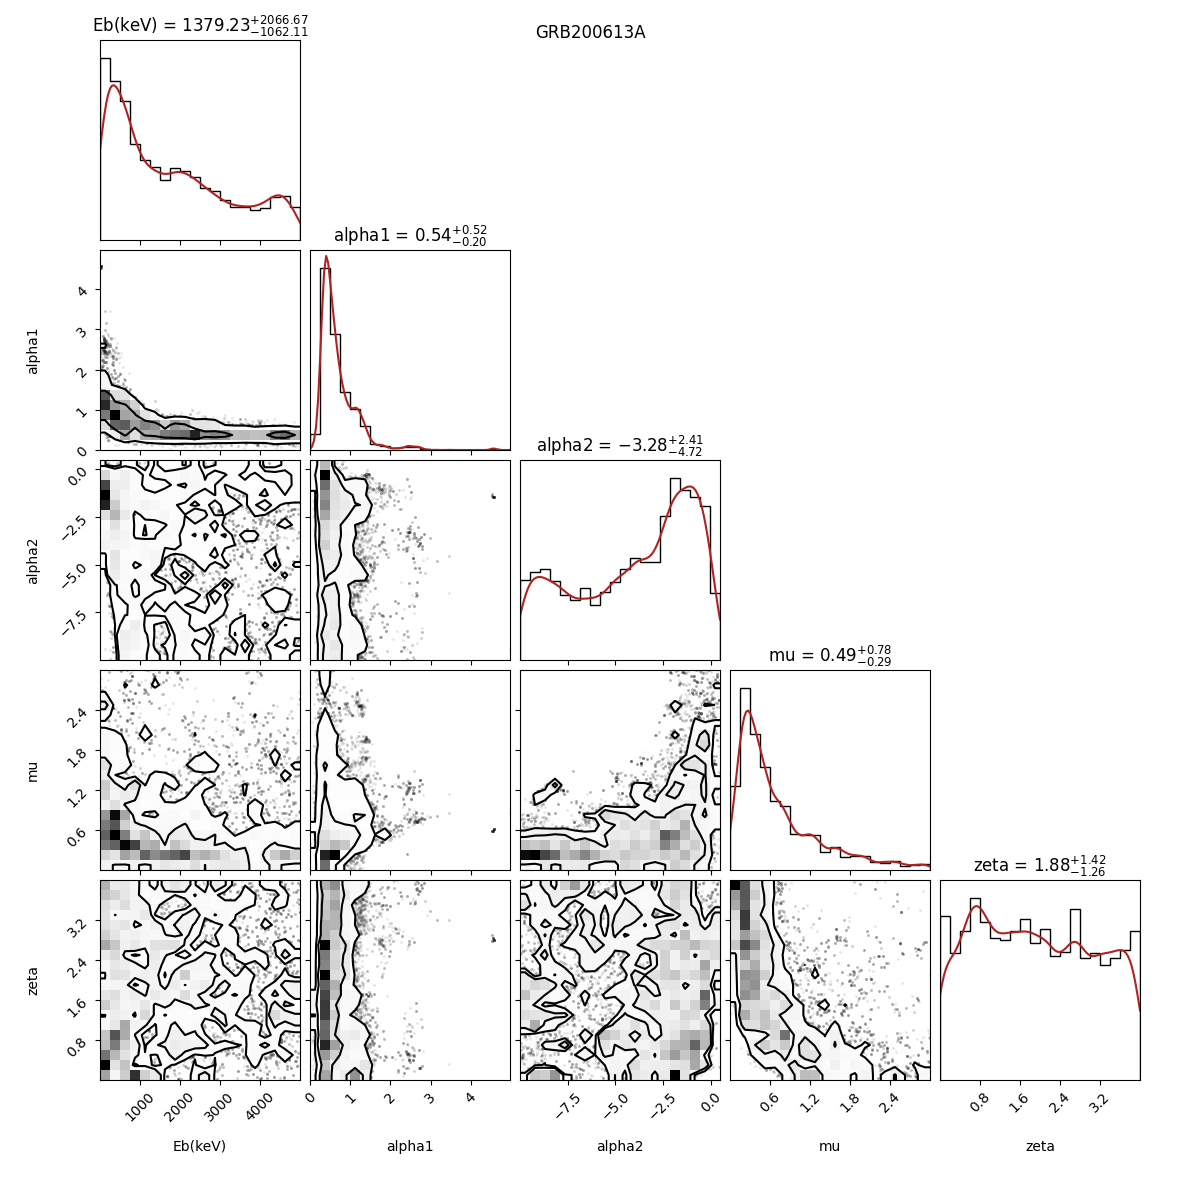 GRB200613A
Eb(keV) = 1379.23+2066.67−1062.11
alpha1 = 0.54+0.52−0.20
4
3
2
1
0
alpha1
alpha2 = −3.28+2.41−4.72
0.0
−2.5
−5.0
−7.5
alpha2
mu = 0.49+0.78−0.29
2.4
1.8
1.2
0.6
mu
zeta = 1.88+1.42−1.26
3.2
2.4
1.6
0.8
zeta
1000 2000 3000 4000
0 1 2 3 4
−7.5 −5.0 −2.5 0.0
0.6 1.2 1.8 2.4
0.8 1.6 2.4 3.2
Eb(keV) alpha1 alpha2 mu zeta